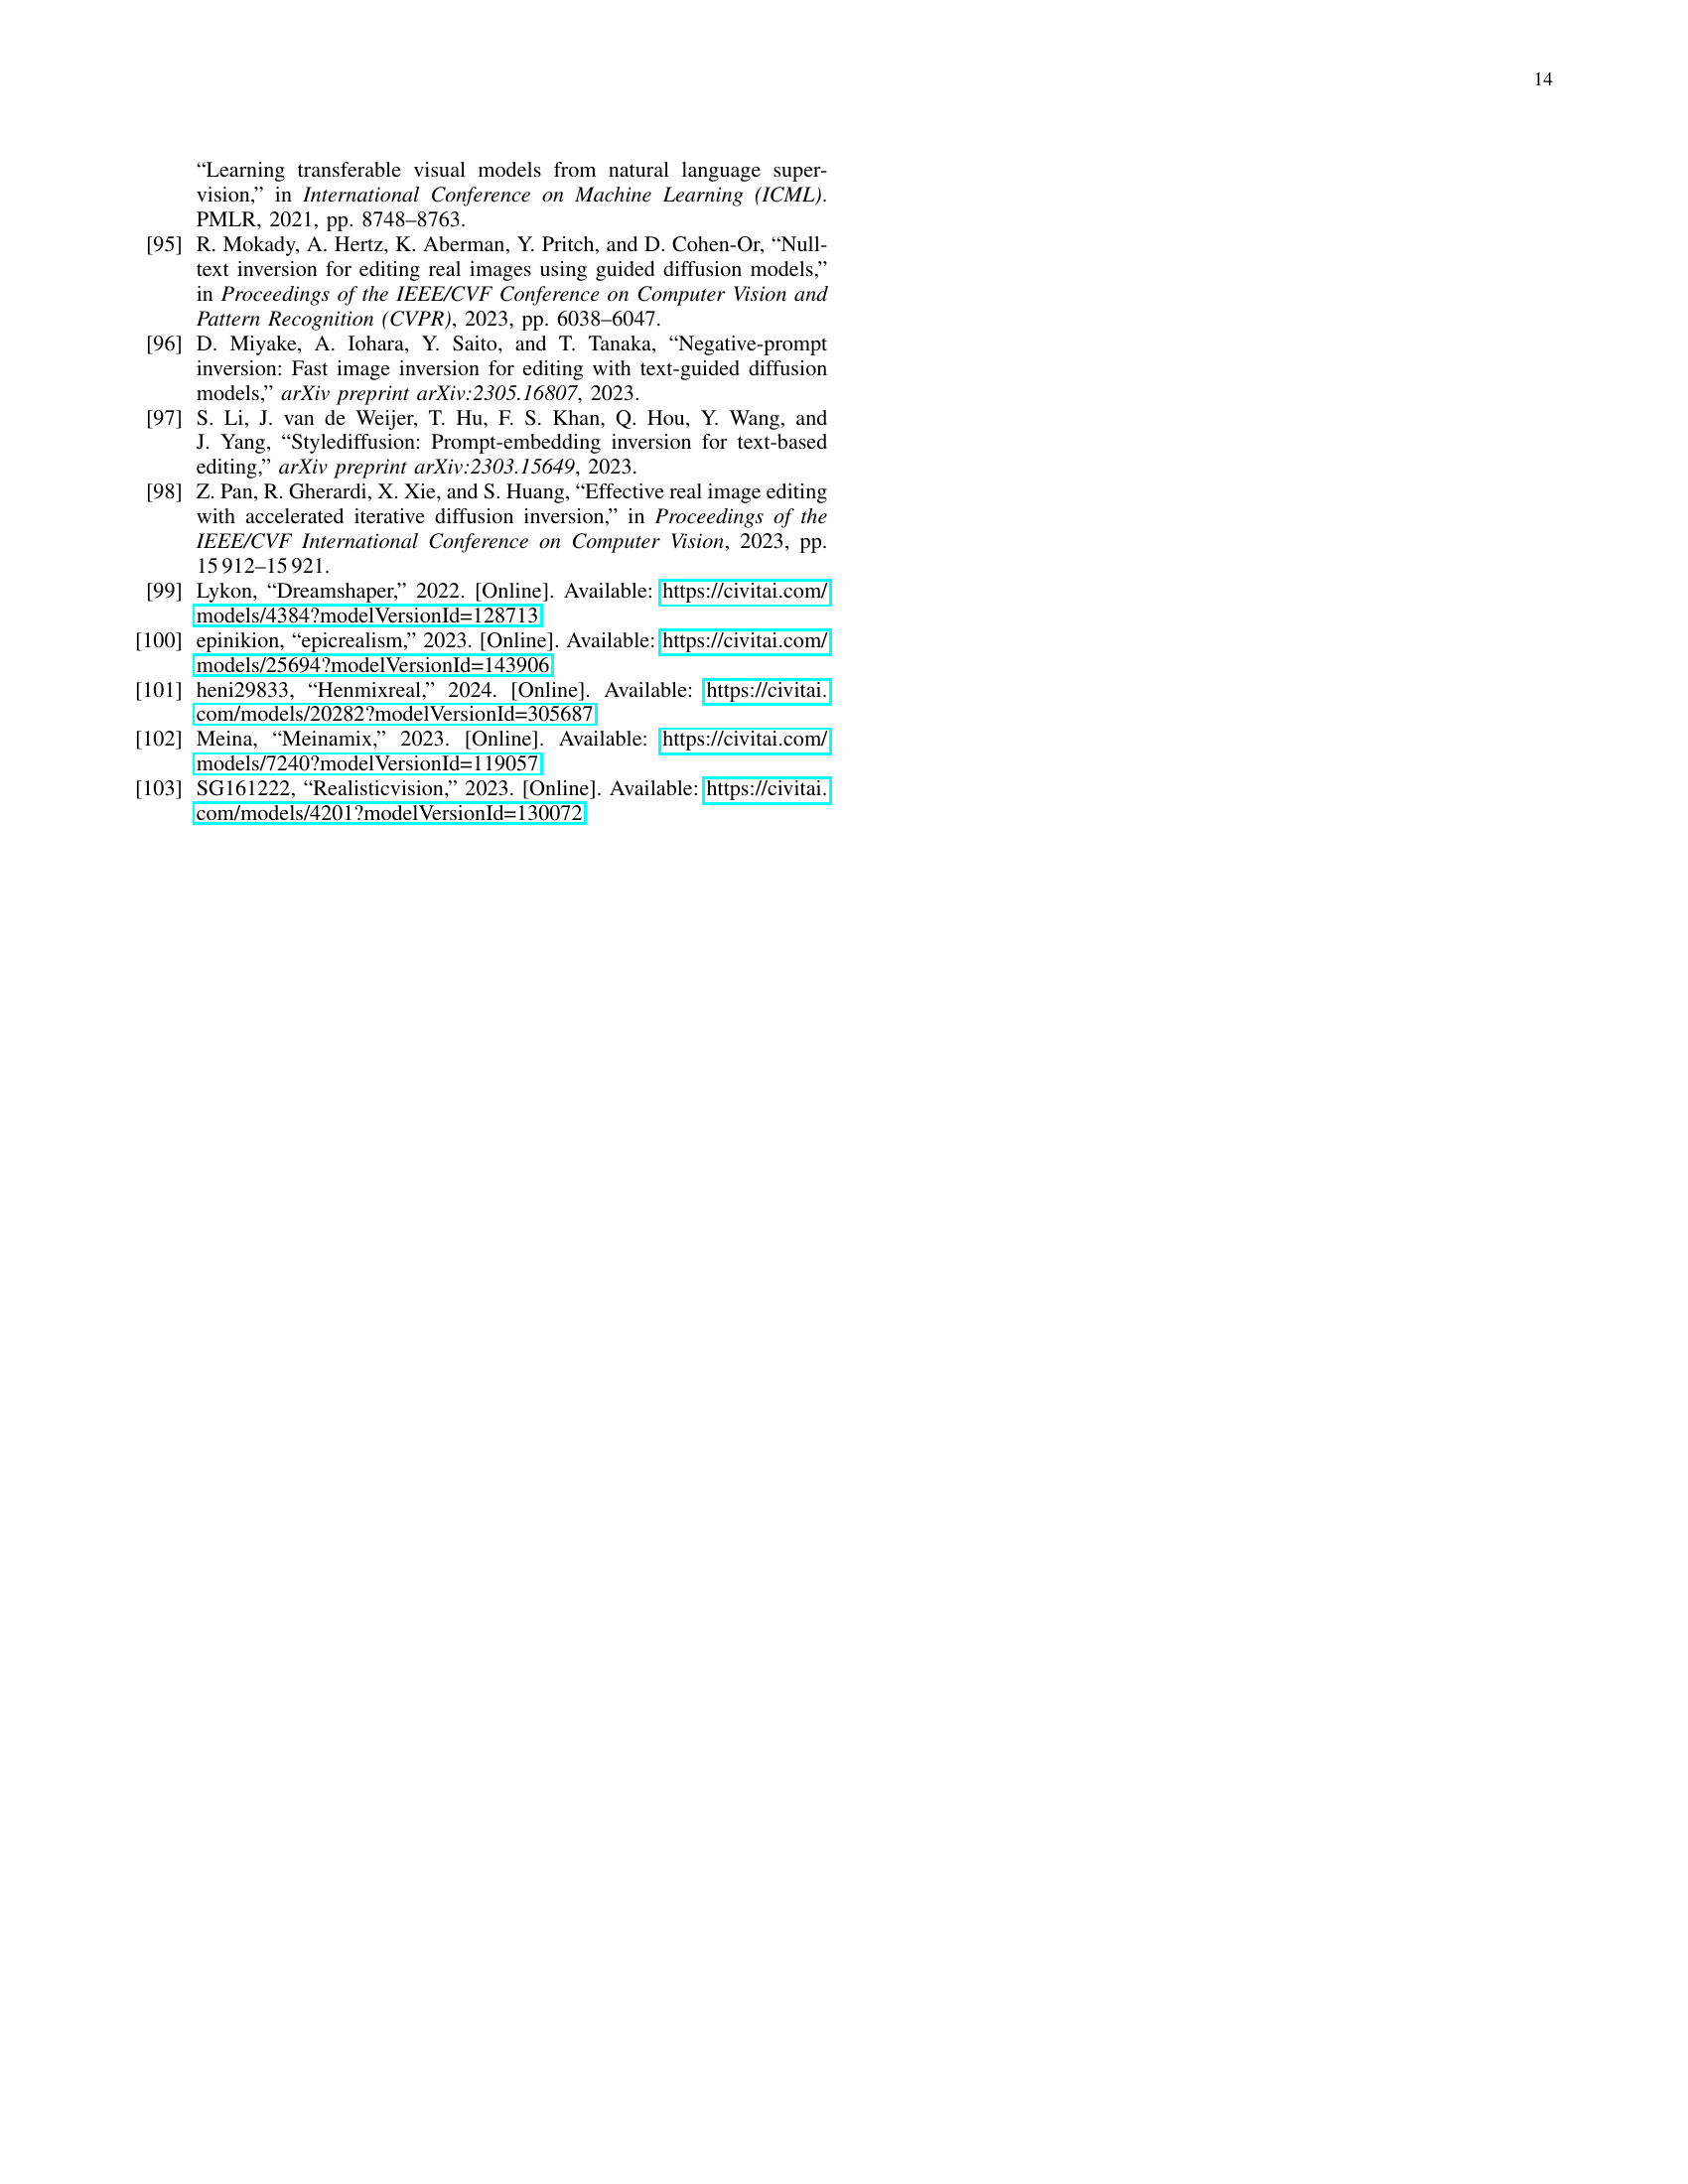 14
“Learning transferable visual models from natural language super-
vision,” in International Conference on Machine Learning (ICML).
PMLR, 2021, pp. 8748–8763.
[95] R. Mokady, A. Hertz, K. Aberman, Y. Pritch, and D. Cohen-Or, “Null-
text inversion for editing real images using guided diffusion models,”
in Proceedings of the IEEE/CVF Conference on Computer Vision and
Pattern Recognition (CVPR), 2023, pp. 6038–6047.
[96] D. Miyake, A. Iohara, Y. Saito, and T. Tanaka, “Negative-prompt
inversion: Fast image inversion for editing with text-guided diffusion
models,” arXiv preprint arXiv:2305.16807, 2023.
[97] S. Li, J. van de Weijer, T. Hu, F. S. Khan, Q. Hou, Y. Wang, and
J. Yang, “Stylediffusion: Prompt-embedding inversion for text-based
editing,” arXiv preprint arXiv:2303.15649, 2023.
[98] Z. Pan, R. Gherardi, X. Xie, and S. Huang, “Effective real image editing
with accelerated iterative diffusion inversion,” in Proceedings of the
IEEE/CVF International Conference on Computer Vision, 2023, pp.
15 912–15 921.
[99] Lykon, “Dreamshaper,” 2022. [Online]. Available: https://civitai.com/
models/4384?modelVersionId=128713
[100] epinikion, “epicrealism,” 2023. [Online]. Available: https://civitai.com/
models/25694?modelVersionId=143906
[101] heni29833, “Henmixreal,” 2024. [Online]. Available: https://civitai.
com/models/20282?modelVersionId=305687
[102] Meina, “Meinamix,” 2023. [Online]. Available: https://civitai.com/
models/7240?modelVersionId=119057
[103] SG161222, “Realisticvision,” 2023. [Online]. Available: https://civitai.
com/models/4201?modelVersionId=130072